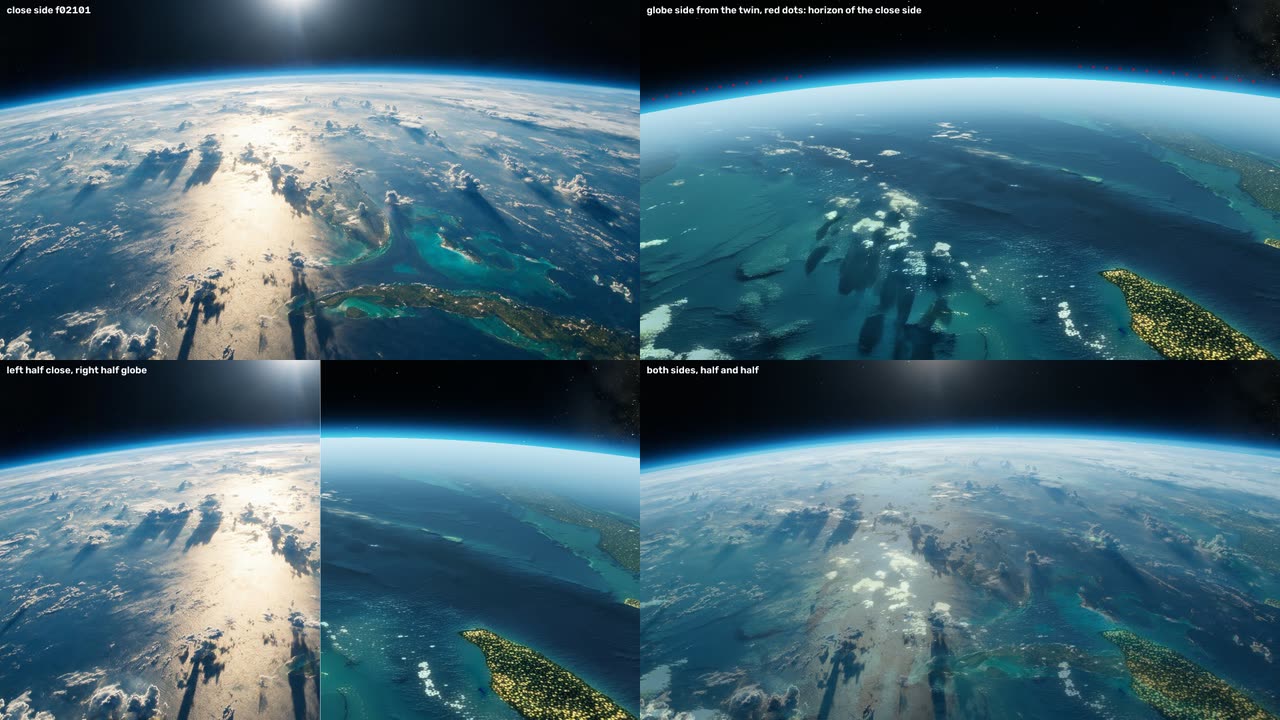 close side f02101
globe side from the twin, red dots: horizon of the close side
left half close, right half globe
both sides, half and half